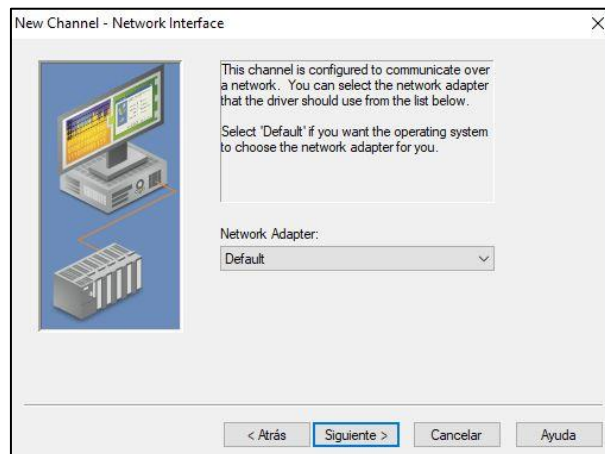 New Channel - Network Interface
This channel is configured to communicate over
a network. You can select the network adapter
that the driver should use from the list below.
Select 'Default' if you want the operating system
to choose the network adapter for you.
Network Adapter:
Default
< Atrás
Siguiente >
Cancelar
Ayuda